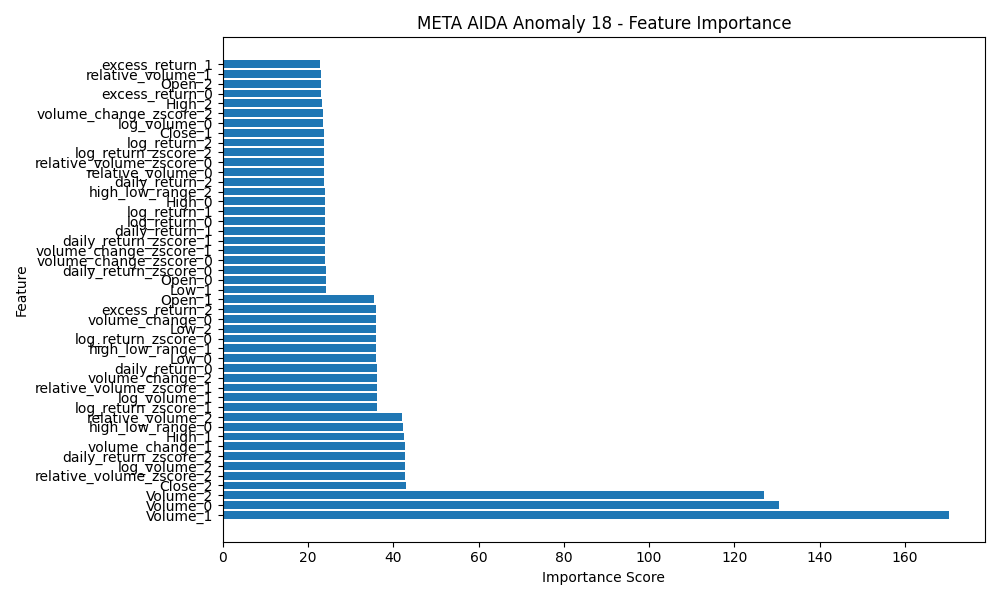 META AIDA Anomaly 18 - Feature Importance
excess_return_1
relative_volume_1
Open_2
excess_return_0
High_2
volume_change_zscore_2
log_volume_0
Close_1
log_return_2
log_return_zscore_2
relative_volume_zscore_0
relative_volume_0
daily_return_2
high_low_range_2
High_0
log_return_1
log_return_0
daily_return_1
daily_return_zscore_1
volume_change_zscore_1
volume_change_zscore_0
daily_return_zscore_0
Open_0
Low_1
Open_1
excess_return_2
volume_change_0
Low_2
log_return_zscore_0
high_low_range_1
Low_0
daily_return_0
volume_change_2
relative_volume_zscore_1
log_volume_1
log_return_zscore_1
relative_volume_2
high_low_range_0
High_1
volume_change_1
daily_return_zscore_2
log_volume_2
relative_volume_zscore_2
Close_2
Volume_2
Volume_0
Volume_1
Feature
0 20 40 60 80 100 120 140 160
Importance Score